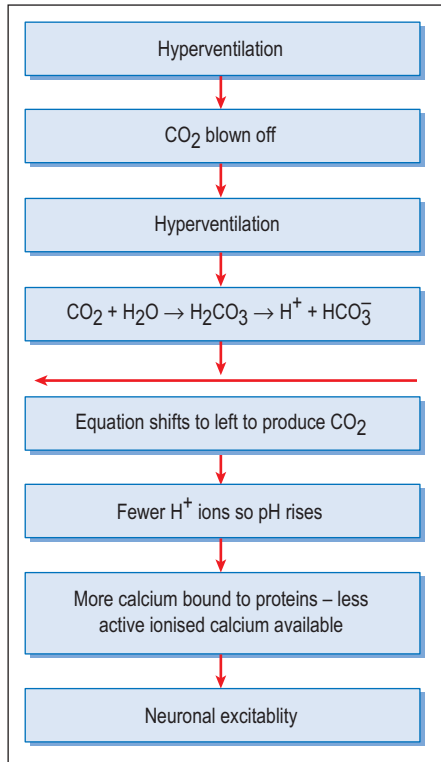 Hyperventilation
CO₂ blown off
Hyperventilation
CO₂ + H₂O → H₂CO₃ → H⁺ + HCO₃⁻
Equation shifts to left to produce CO₂
Fewer H⁺ ions so pH rises
More calcium bound to proteins – less
active ionised calcium available
Neuronal excitablity